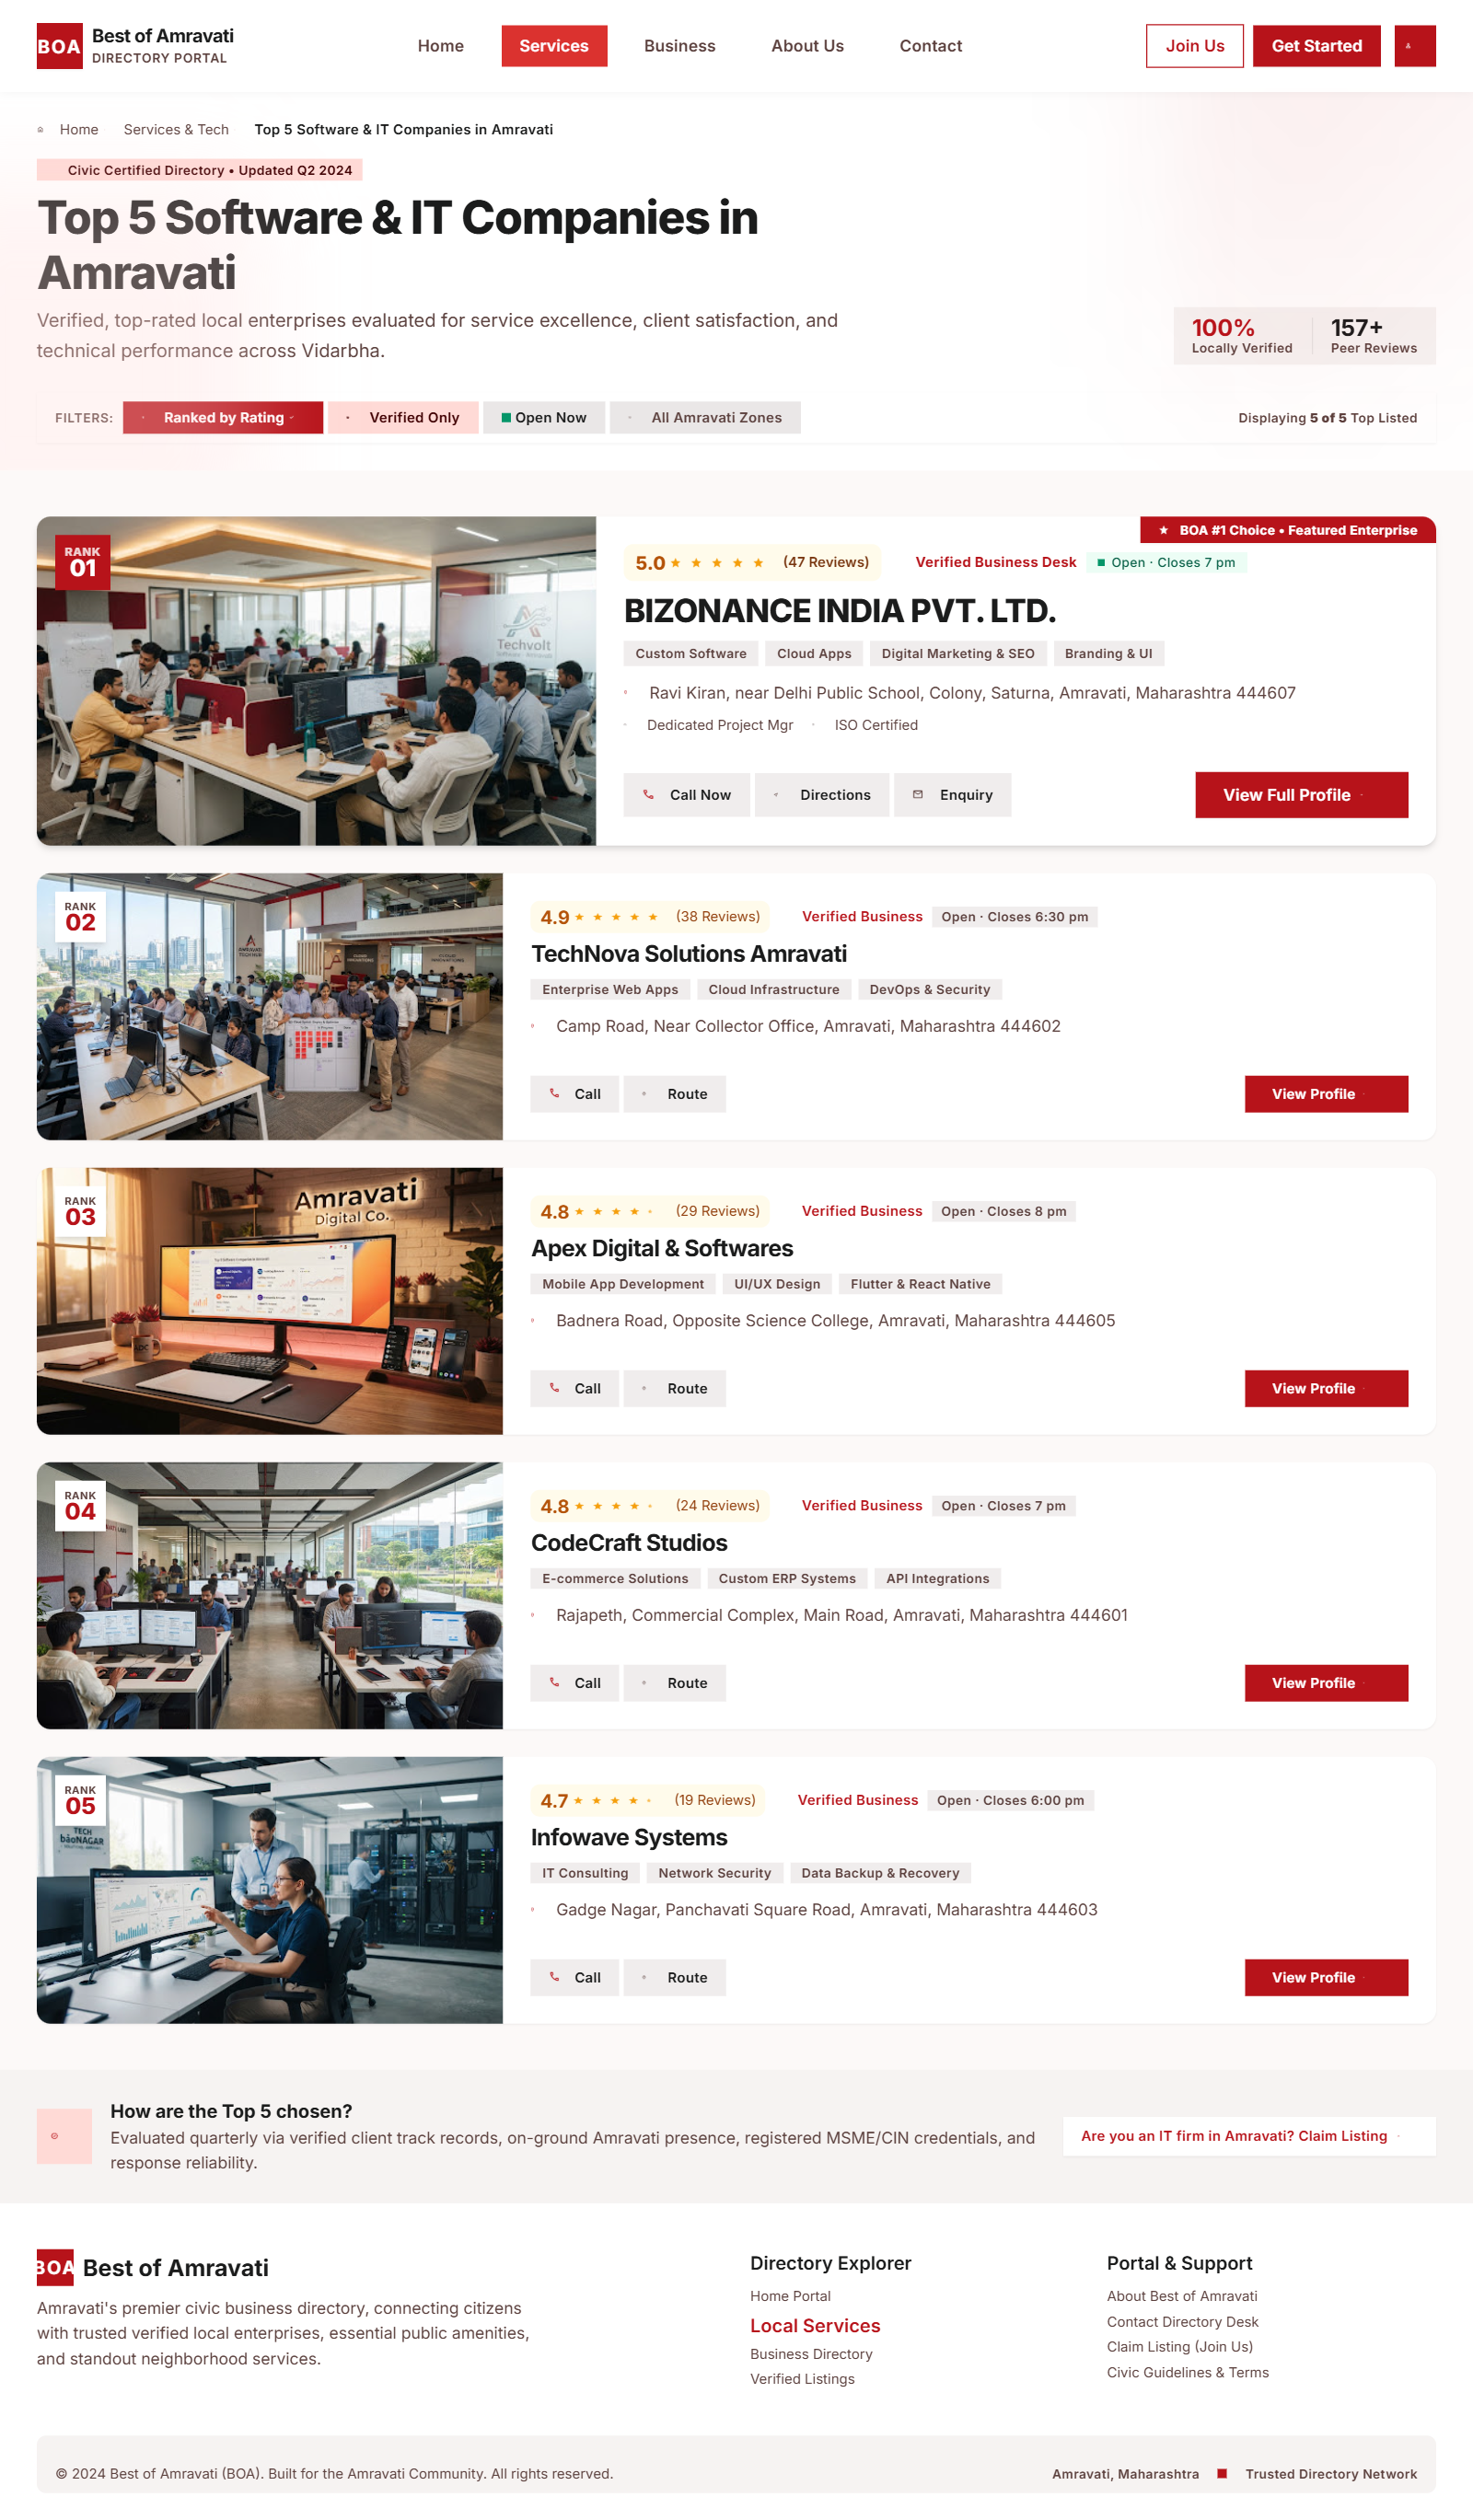 BOA
Best of Amravati
DIRECTORY PORTAL
Home
Services
Business
About Us
Contact
Join Us
Get Started
Home
Services & Tech
Top 5 Software & IT Companies in Amravati
Civic Certified Directory • Updated Q2 2024
Top 5 Software & IT Companies in
Amravati
Verified, top-rated local enterprises evaluated for service excellence, client satisfaction, and
technical performance across Vidarbha.
100%
Locally Verified
157+
Peer Reviews
FILTERS:
Ranked by Rating
Verified Only
Open Now
All Amravati Zones
Displaying 5 of 5 Top Listed
RANK
01
Techvolt
BOA #1 Choice • Featured Enterprise
5.0 ★ ★ ★ ★ ★ (47 Reviews)
Verified Business Desk
Open · Closes 7 pm
BIZONANCE INDIA PVT. LTD.
Custom Software
Cloud Apps
Digital Marketing & SEO
Branding & UI
Ravi Kiran, near Delhi Public School, Colony, Saturna, Amravati, Maharashtra 444607
Dedicated Project Mgr
ISO Certified
Call Now
Directions
Enquiry
View Full Profile
RANK
02
AMRAVATI
TECH HUB
4.9 ★ ★ ★ ★ ★ (38 Reviews)
Verified Business
Open · Closes 6:30 pm
TechNova Solutions Amravati
Enterprise Web Apps
Cloud Infrastructure
DevOps & Security
Camp Road, Near Collector Office, Amravati, Maharashtra 444602
Call
Route
View Profile
RANK
03
Amravati
Digital Co.
4.8 ★ ★ ★ ★ (29 Reviews)
Verified Business
Open · Closes 8 pm
Apex Digital & Softwares
Mobile App Development
UI/UX Design
Flutter & React Native
Badnera Road, Opposite Science College, Amravati, Maharashtra 444605
Call
Route
View Profile
RANK
04
4.8 ★ ★ ★ ★ (24 Reviews)
Verified Business
Open · Closes 7 pm
CodeCraft Studios
E-commerce Solutions
Custom ERP Systems
API Integrations
Rajapeth, Commercial Complex, Main Road, Amravati, Maharashtra 444601
Call
Route
View Profile
RANK
05
TECH
bãoNAGAR
4.7 ★ ★ ★ ★ (19 Reviews)
Verified Business
Open · Closes 6:00 pm
Infowave Systems
IT Consulting
Network Security
Data Backup & Recovery
Gadge Nagar, Panchavati Square Road, Amravati, Maharashtra 444603
Call
Route
View Profile
How are the Top 5 chosen?
Evaluated quarterly via verified client track records, on-ground Amravati presence, registered MSME/CIN credentials, and
response reliability.
Are you an IT firm in Amravati? Claim Listing
BOA
Best of Amravati
Amravati's premier civic business directory, connecting citizens
with trusted verified local enterprises, essential public amenities,
and standout neighborhood services.
Directory Explorer
Home Portal
Local Services
Business Directory
Verified Listings
Portal & Support
About Best of Amravati
Contact Directory Desk
Claim Listing (Join Us)
Civic Guidelines & Terms
© 2024 Best of Amravati (BOA). Built for the Amravati Community. All rights reserved.
Amravati, Maharashtra
Trusted Directory Network